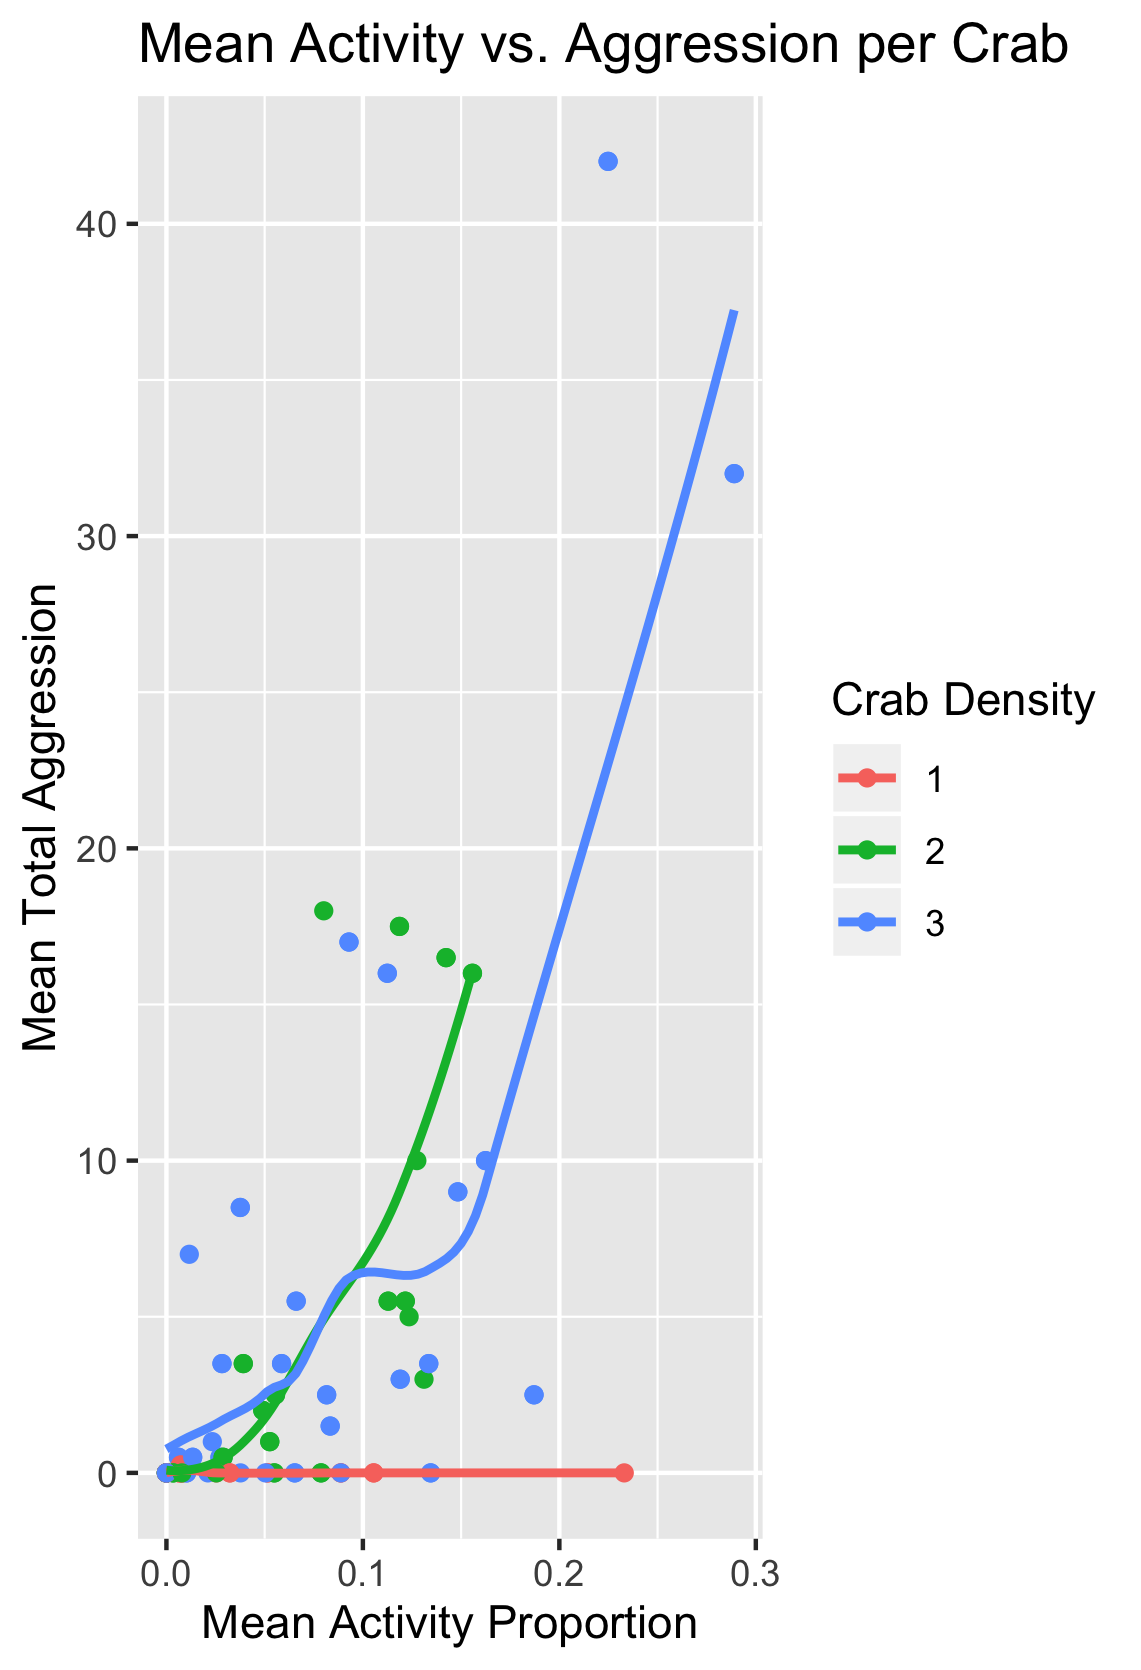 Mean Activity vs. Aggression per Crab
Mean Total Aggression
40
30
20
10
0
0.0 0.1 0.2 0.3
Mean Activity Proportion
Crab Density
1
2
3